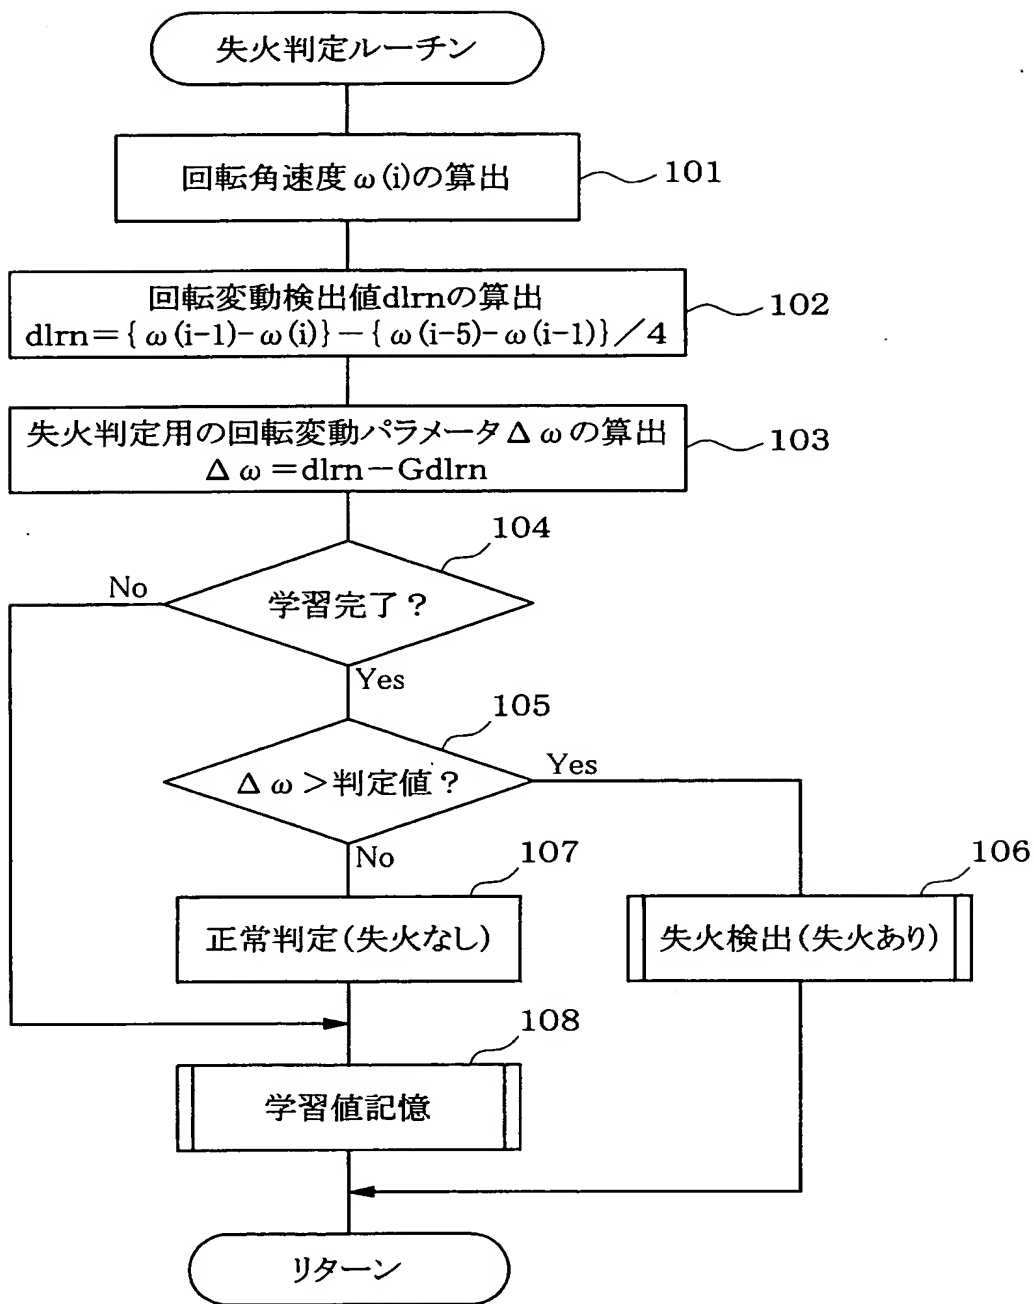 失火判定ルーチン
回転角速度ω(i)の算出
101
回転変動検出値dlrnの算出
dlrn={ω(i-1)-ω(i)}-{ω(i-5)-ω(i-1)}/4
102
失火判定用の回転変動パラメータΔωの算出
Δω=dlrn-Gdlrn
103
104
No
学習完了?
Yes
105
Δω>判定値?
Yes
No
107
106
正常判定(失火なし)
失火検出(失火あり)
108
学習値記憶
リターン